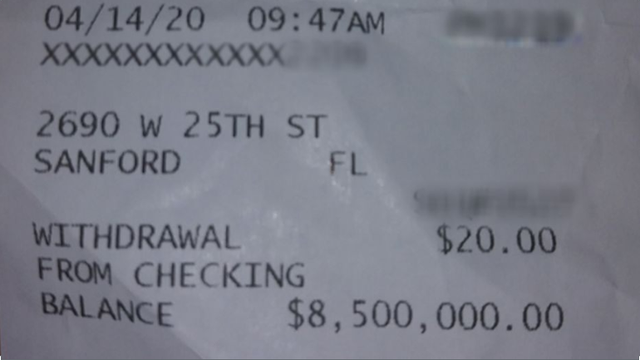 04/14/20 09:47AM
XXXXXXXXXXXX
2690 W 25TH ST
SANFORD FL
WITHDRAWAL $20.00
FROM CHECKING
BALANCE $8,500,000.00